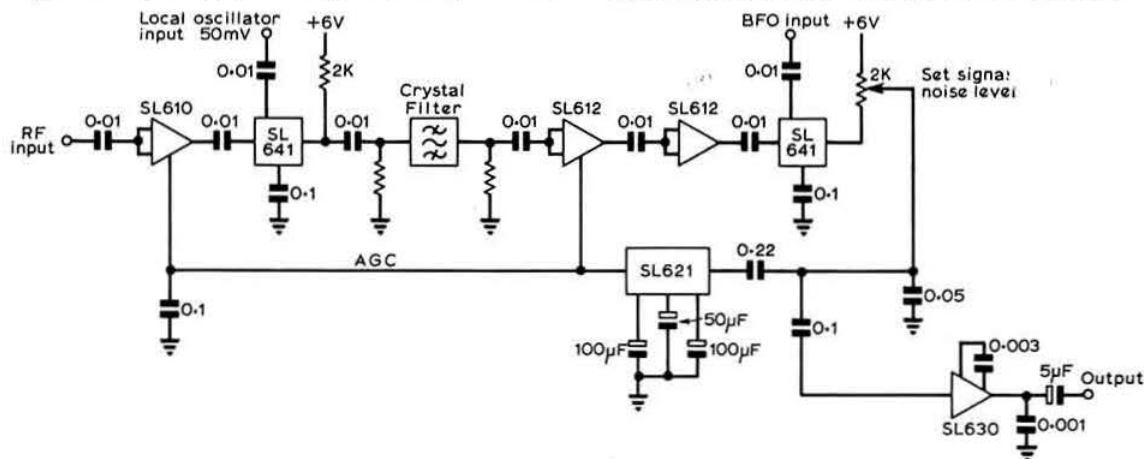 Local oscillator
input 50mV
+6V
BFO input
+6V
0·01
2K
0·01
2K
Set signal
noise level
Crystal
Filter
SL610
SL612
SL612
0·01
0·01
0·01
0·01
0·01
0·01
RF
input
SL
641
SL
641
0·1
0·1
AGC
SL621
0·22
0·1
0·05
50µF
0·1
100µF
100µF
0·003
5µF
Output
SL630
0·001